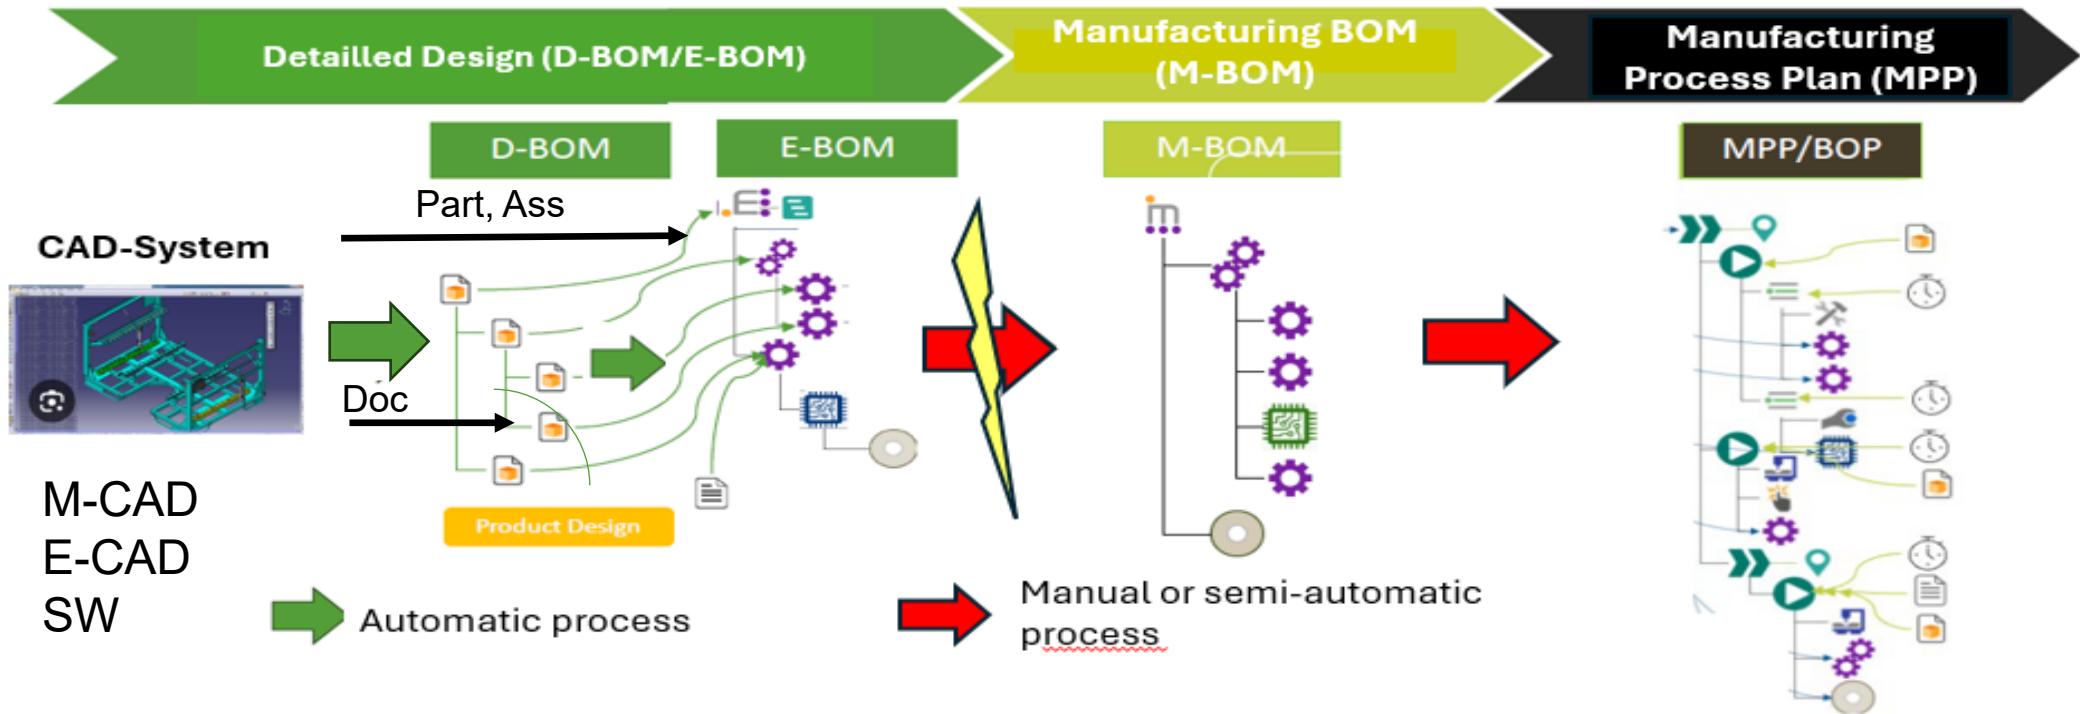 Detailled Design (D-BOM/E-BOM)
Manufacturing BOM
(M-BOM)
Manufacturing
Process Plan (MPP)
D-BOM
E-BOM
M-BOM
MPP/BOP
Part, Ass
CAD-System
Doc
M-CAD
E-CAD
SW
Product Design
Automatic process
Manual or semi-automatic
process